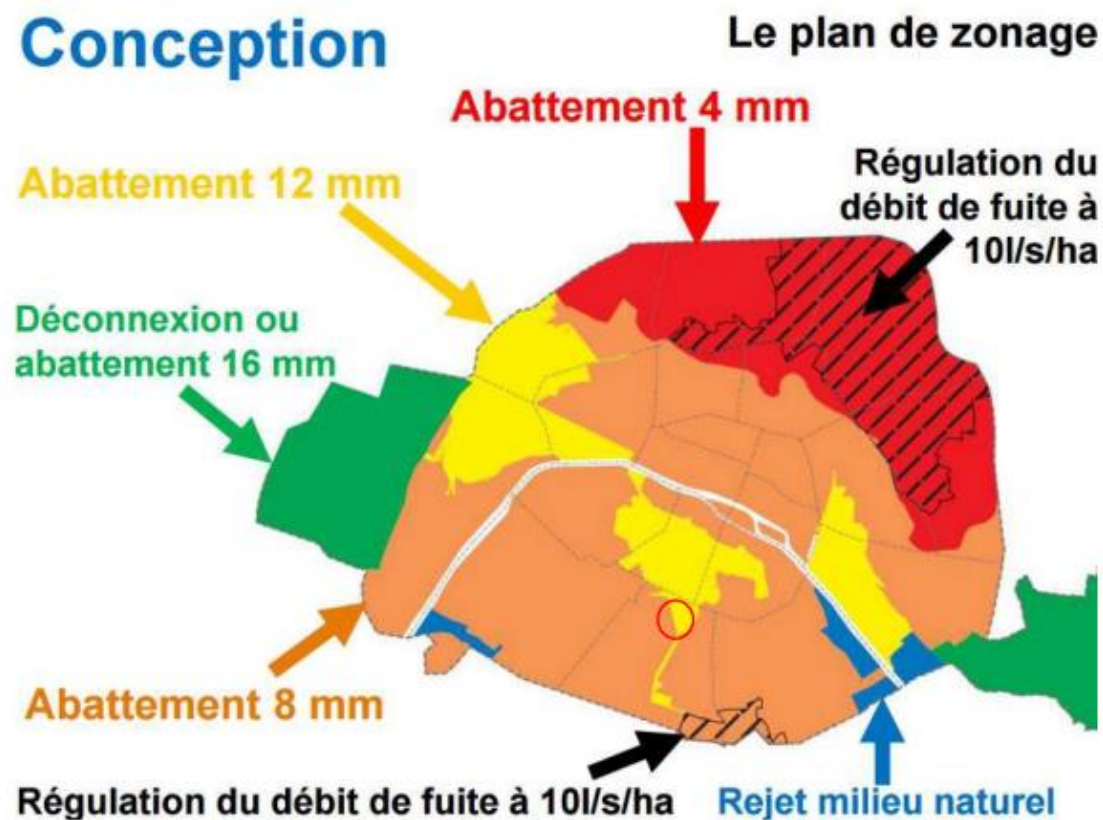 Conception
Le plan de zonage
Abattement 4 mm
Abattement 12 mm
Régulation du
débit de fuite à
10l/s/ha
Déconnexion ou
abattement 16 mm
Abattement 8 mm
Régulation du débit de fuite à 10l/s/ha
Rejet milieu naturel